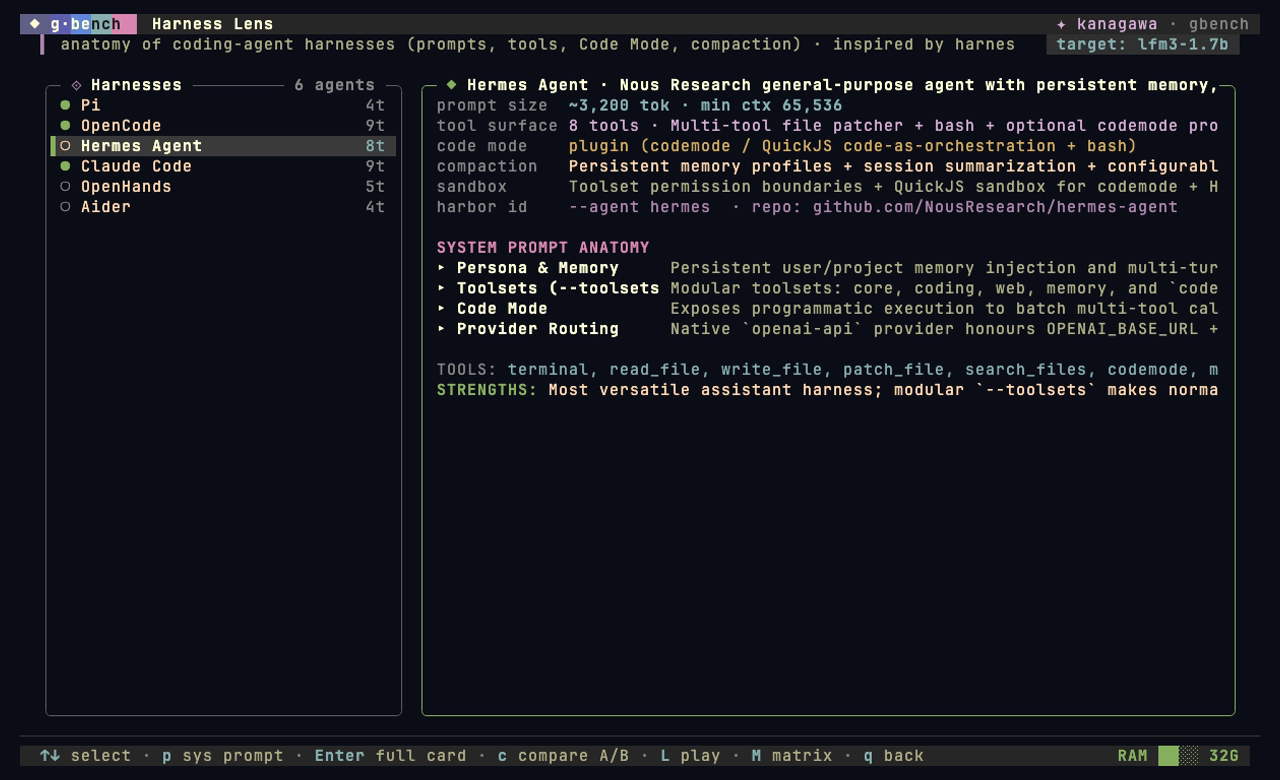 ◆ g·bench Harness Lens ✦ kanagawa · gbench
anatomy of coding-agent harnesses (prompts, tools, Code Mode, compaction) · inspired by harnes target: lfm3-1.7b
◇ Harnesses 6 agents
● Pi 4t
● OpenCode 9t
○ Hermes Agent 8t
● Claude Code 9t
○ OpenHands 5t
○ Aider 4t
◆ Hermes Agent · Nous Research general-purpose agent with persistent memory,
prompt size ~3,200 tok · min ctx 65,536
tool surface 8 tools · Multi-tool file patcher + bash + optional codemode pro
code mode plugin (codemode / QuickJS code-as-orchestration + bash)
compaction Persistent memory profiles + session summarization + configurabl
sandbox Toolset permission boundaries + QuickJS sandbox for codemode + H
harbor id --agent hermes · repo: github.com/NousResearch/hermes-agent
SYSTEM PROMPT ANATOMY
‣ Persona & Memory Persistent user/project memory injection and multi-tur
‣ Toolsets (--toolsets Modular toolsets: core, coding, web, memory, and `code
‣ Code Mode Exposes programmatic execution to batch multi-tool cal
‣ Provider Routing Native `openai-api` provider honours OPENAI_BASE_URL +
TOOLS: terminal, read_file, write_file, patch_file, search_files, codemode, m
STRENGTHS: Most versatile assistant harness; modular `--toolsets` makes norma
↑↓ select · p sys prompt · Enter full card · c compare A/B · L play · M matrix · q back RAM 32G